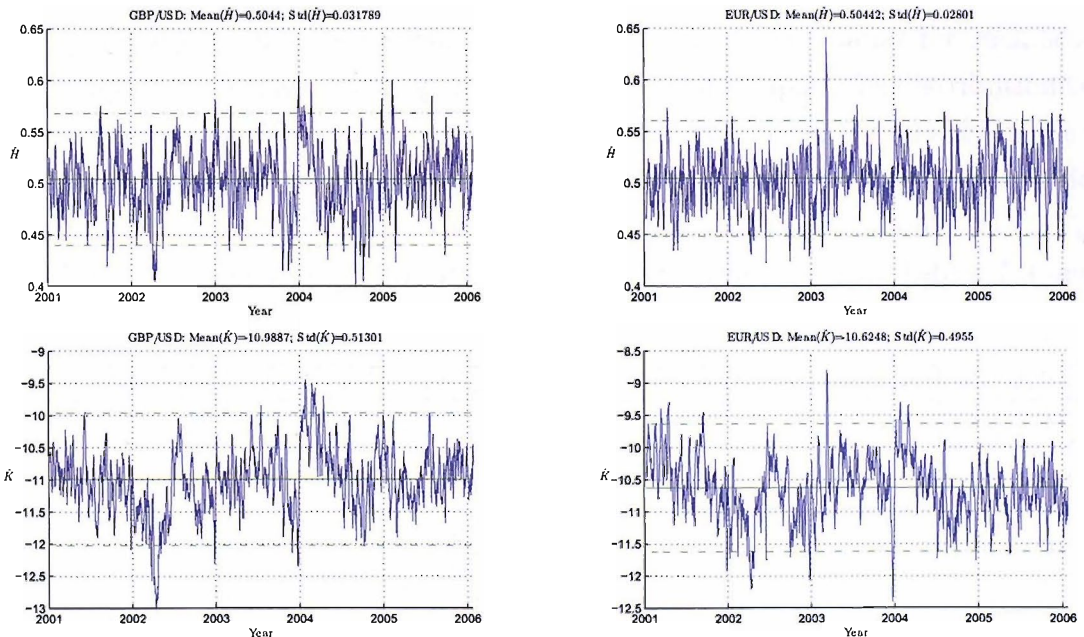 GBP/USD: Mean(Ĥ)=0.5044; Std(Ĥ)=0.031789
0.65
0.6
0.55
Ĥ
0.5
0.45
0.4
2001 2002 2003 2004 2005 2006
Year
EUR/USD: Mean(Ĥ)=0.50442; Std(Ĥ)=0.02801
0.65
0.6
0.55
Ĥ
0.5
0.45
0.4
2001 2002 2003 2004 2005 2006
Year
GBP/USD: Mean(K̂)=-10.9887; Std(K̂)=0.51301
-9
-9.5
-10
-10.5
K̂
-11
-11.5
-12
-12.5
-13
2001 2002 2003 2004 2005 2006
Year
EUR/USD: Mean(K̂)=-10.6248; Std(K̂)=0.4955
-8.5
-9
-9.5
-10
K̂
-10.5
-11
-11.5
-12
-12.5
2001 2002 2003 2004 2005 2006
Year